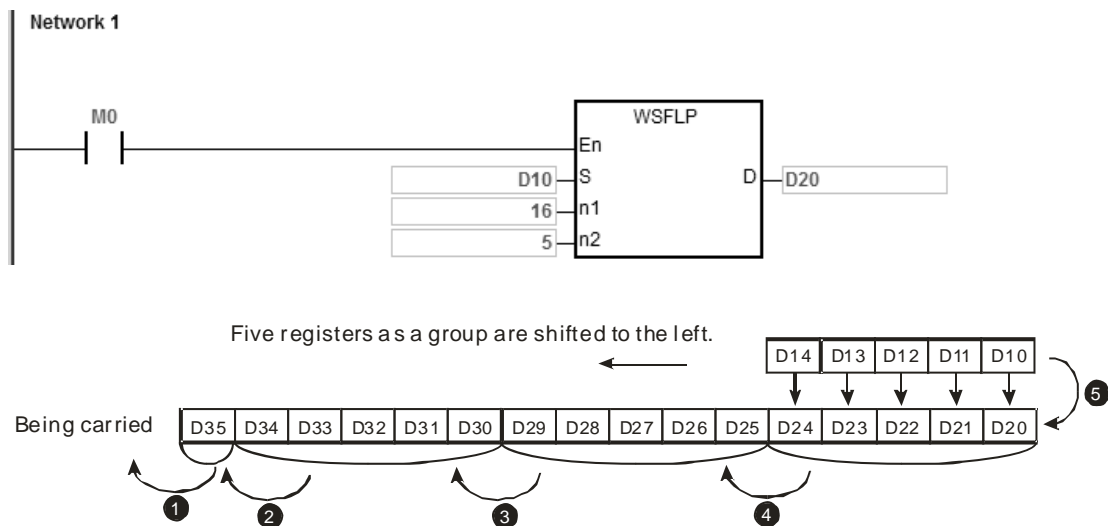 Network 1
M0
WSFLP
En
D10 S D D20
16 n1
5 n2
Five registers as a group are shifted to the left.
D14 D13 D12 D11 D10
5
Being carried D35 D34 D33 D32 D31 D30 D29 D28 D27 D26 D25 D24 D23 D22 D21 D20
1 2 3 4